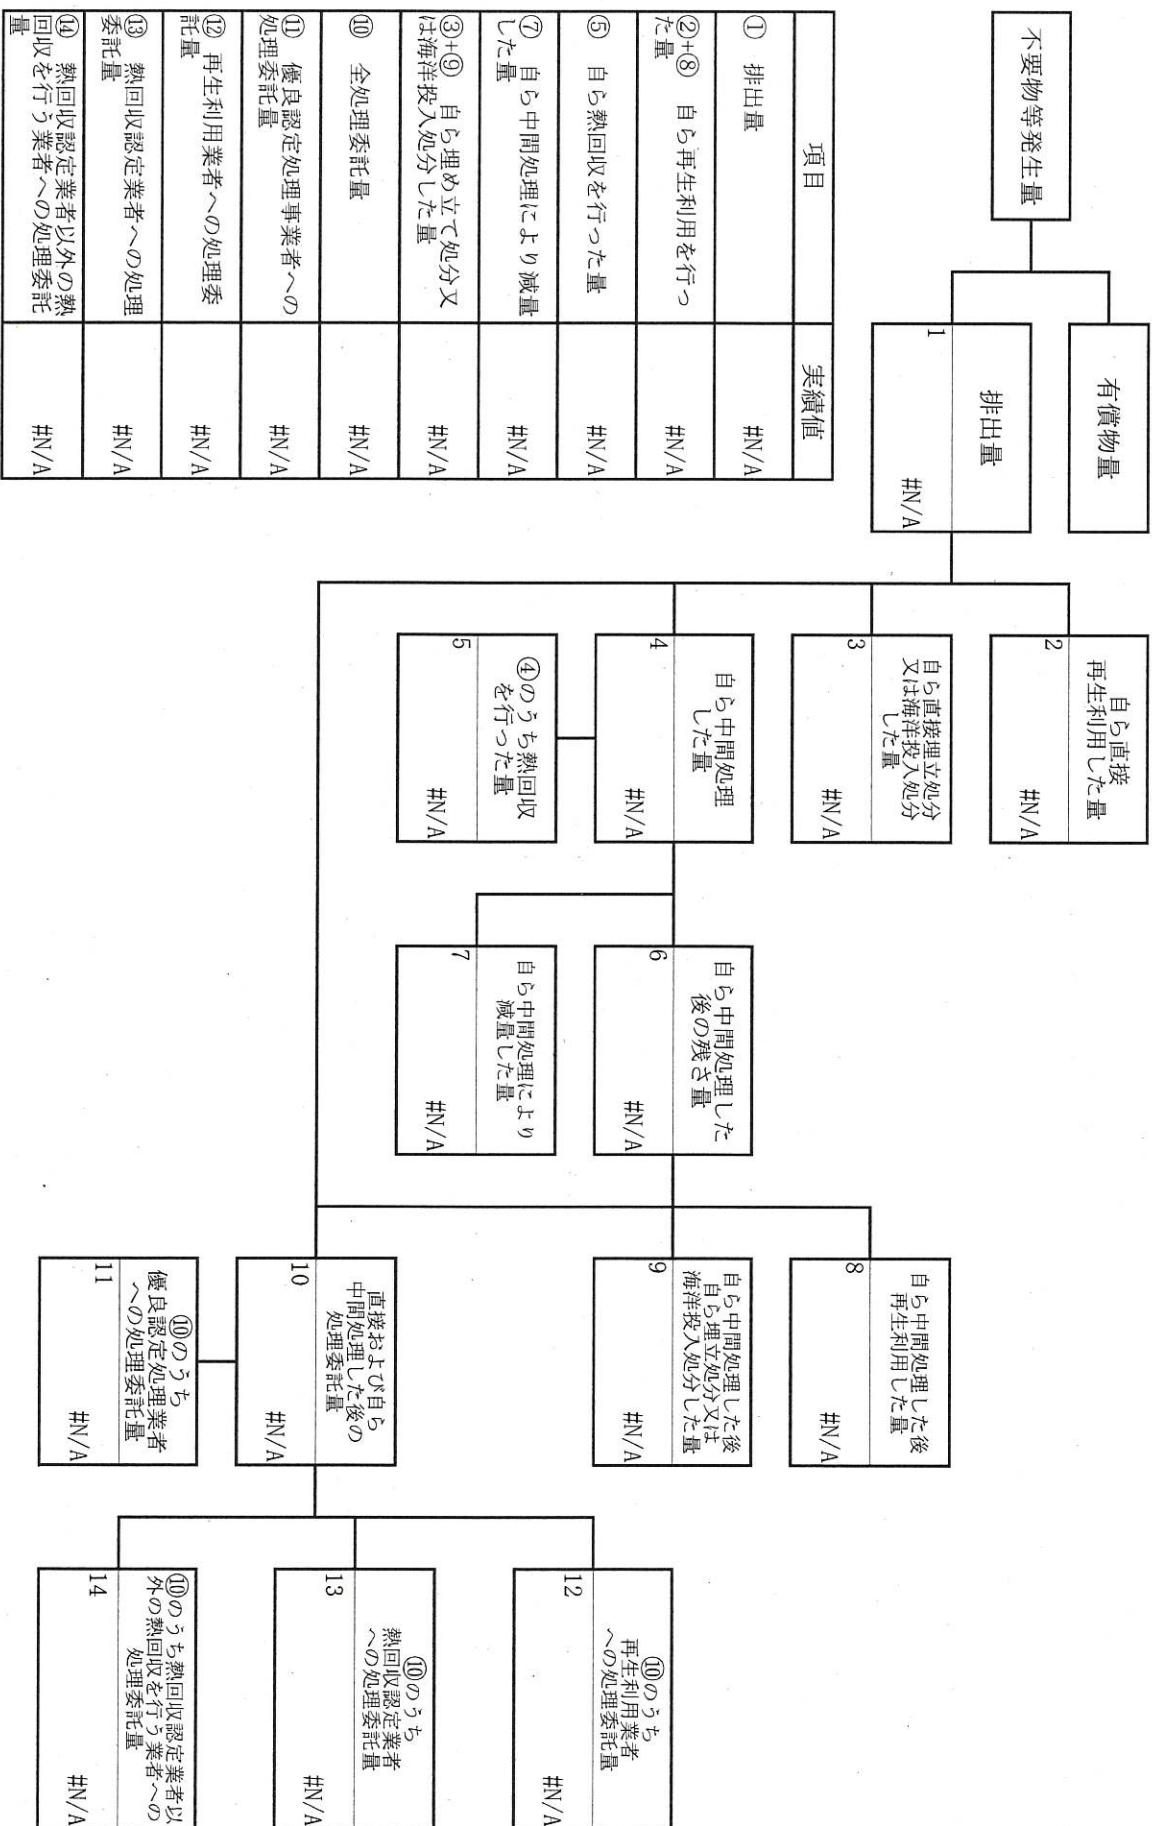 不要物等発生量
有償物量
排出量
1
#N/A
自ら直接
再生利用した量
2
#N/A
自ら直接埋立処分
又は海洋投入処分
した量
3
#N/A
自ら中間処理
した量
4
#N/A
④のうち熱回収
を行った量
5
#N/A
自ら中間処理した
後の残さ量
6
#N/A
自ら中間処理により
減量した量
7
#N/A
自ら中間処理した後
再生利用した量
8
#N/A
自ら中間処理した後
自ら埋立処分又は
海洋投入処分した量
9
#N/A
直接および自ら
中間処理した後の
処理委託量
10
#N/A
⑩のうち
優良認定処理業者
への処理委託量
11
#N/A
⑩のうち
再生利用業者
への処理委託量
12
#N/A
⑩のうち
熱回収認定業者
への処理委託量
13
#N/A
⑩のうち熱回収認定業者以
外の熱回収を行う業者への
処理委託量
14
#N/A
項目 実績値
① 排出量 #N/A
②+⑧ 自ら再生利用を行っ
た量 #N/A
⑤ 自ら熱回収を行った量 #N/A
⑦ 自ら中間処理により減量
した量 #N/A
③+⑨ 自ら埋め立て処分又
は海洋投入処分した量 #N/A
⑩ 全処理委託量 #N/A
⑪ 優良認定処理事業者への
処理委託量 #N/A
⑫ 再生利用業者への処理委
託量 #N/A
⑬ 熱回収認定業者への処理
委託量 #N/A
⑭ 熱回収認定業者以外の熱
回収を行う業者への処理委託
量 #N/A